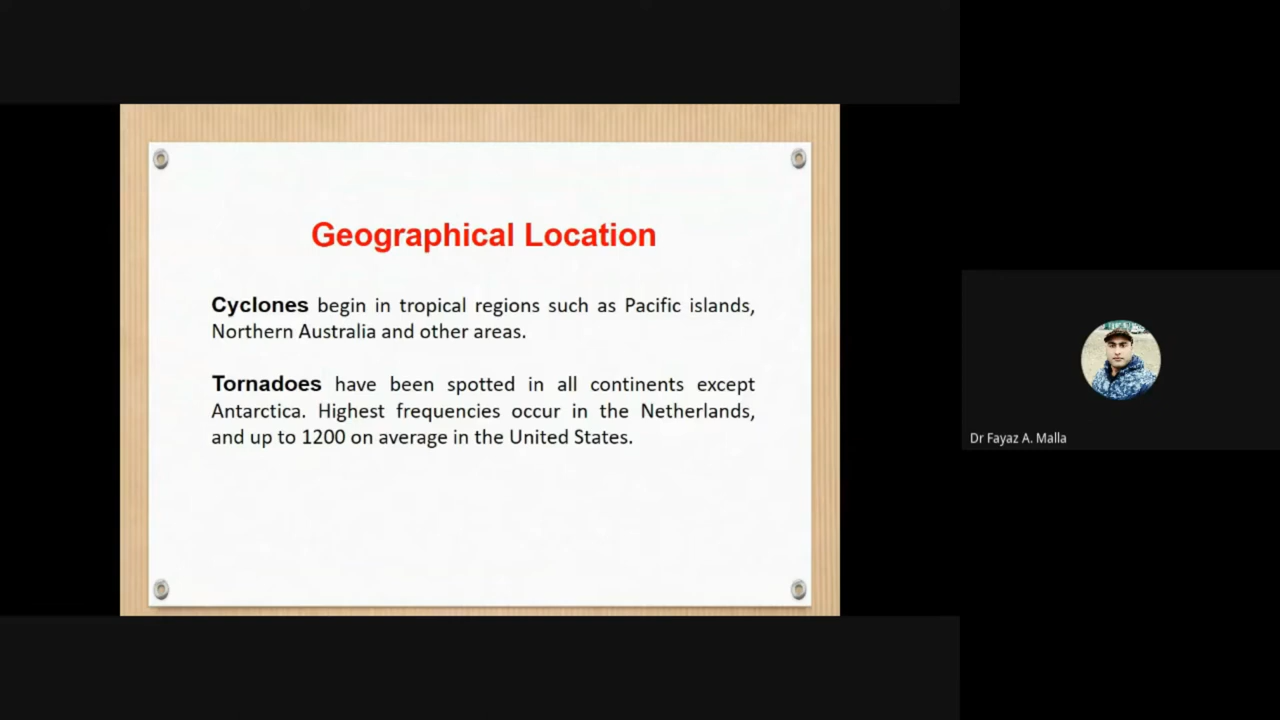 Geographical Location
Cyclones begin in tropical regions such as Pacific islands,
Northern Australia and other areas.
Tornadoes have been spotted in all continents except
Antarctica. Highest frequencies occur in the Netherlands,
and up to 1200 on average in the United States.
Dr Fayaz A. Malla